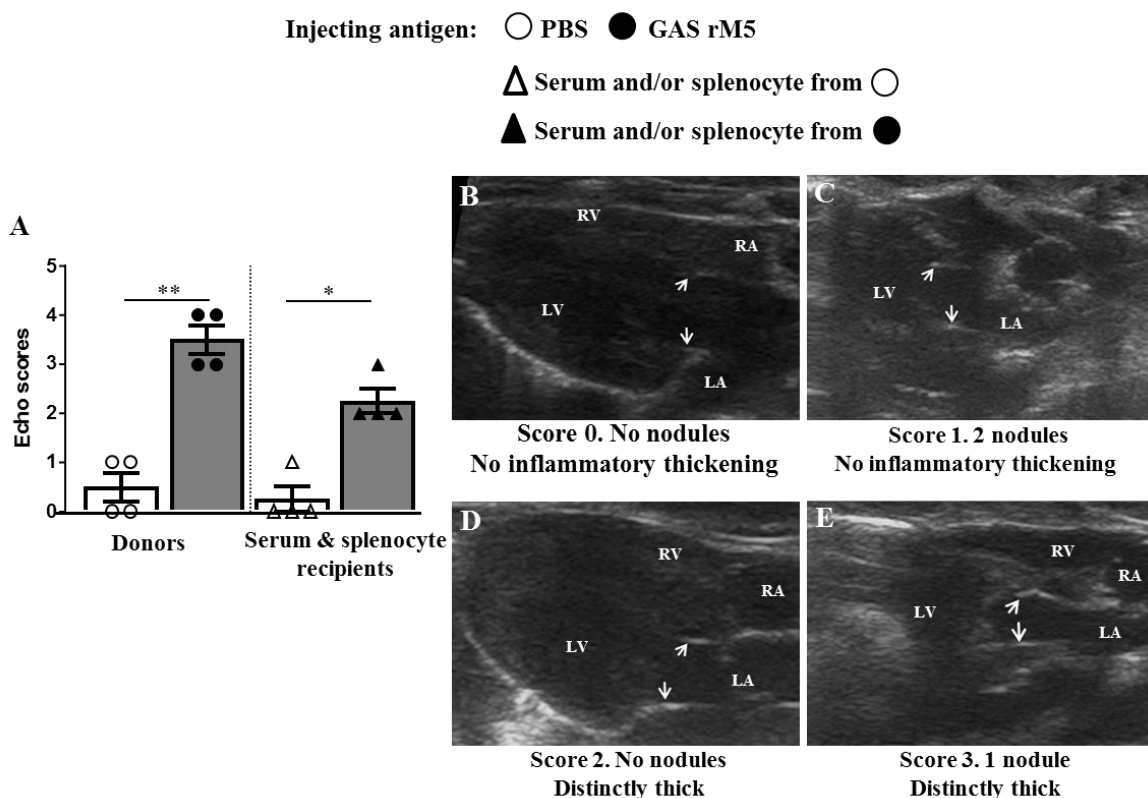 Injecting antigen: PBS GAS rM5
Serum and/or splenocyte from
Serum and/or splenocyte from
A
5
4
3
2
1
0
Echo scores
**
*
Donors
Serum & splenocyte
recipients
B
RV
RA
LV
LA
Score 0. No nodules
No inflammatory thickening
C
LV
LA
Score 1. 2 nodules
No inflammatory thickening
D
RV
RA
LV
LA
Score 2. No nodules
Distinctly thick
E
RV
RA
LV
LA
Score 3. 1 nodule
Distinctly thick